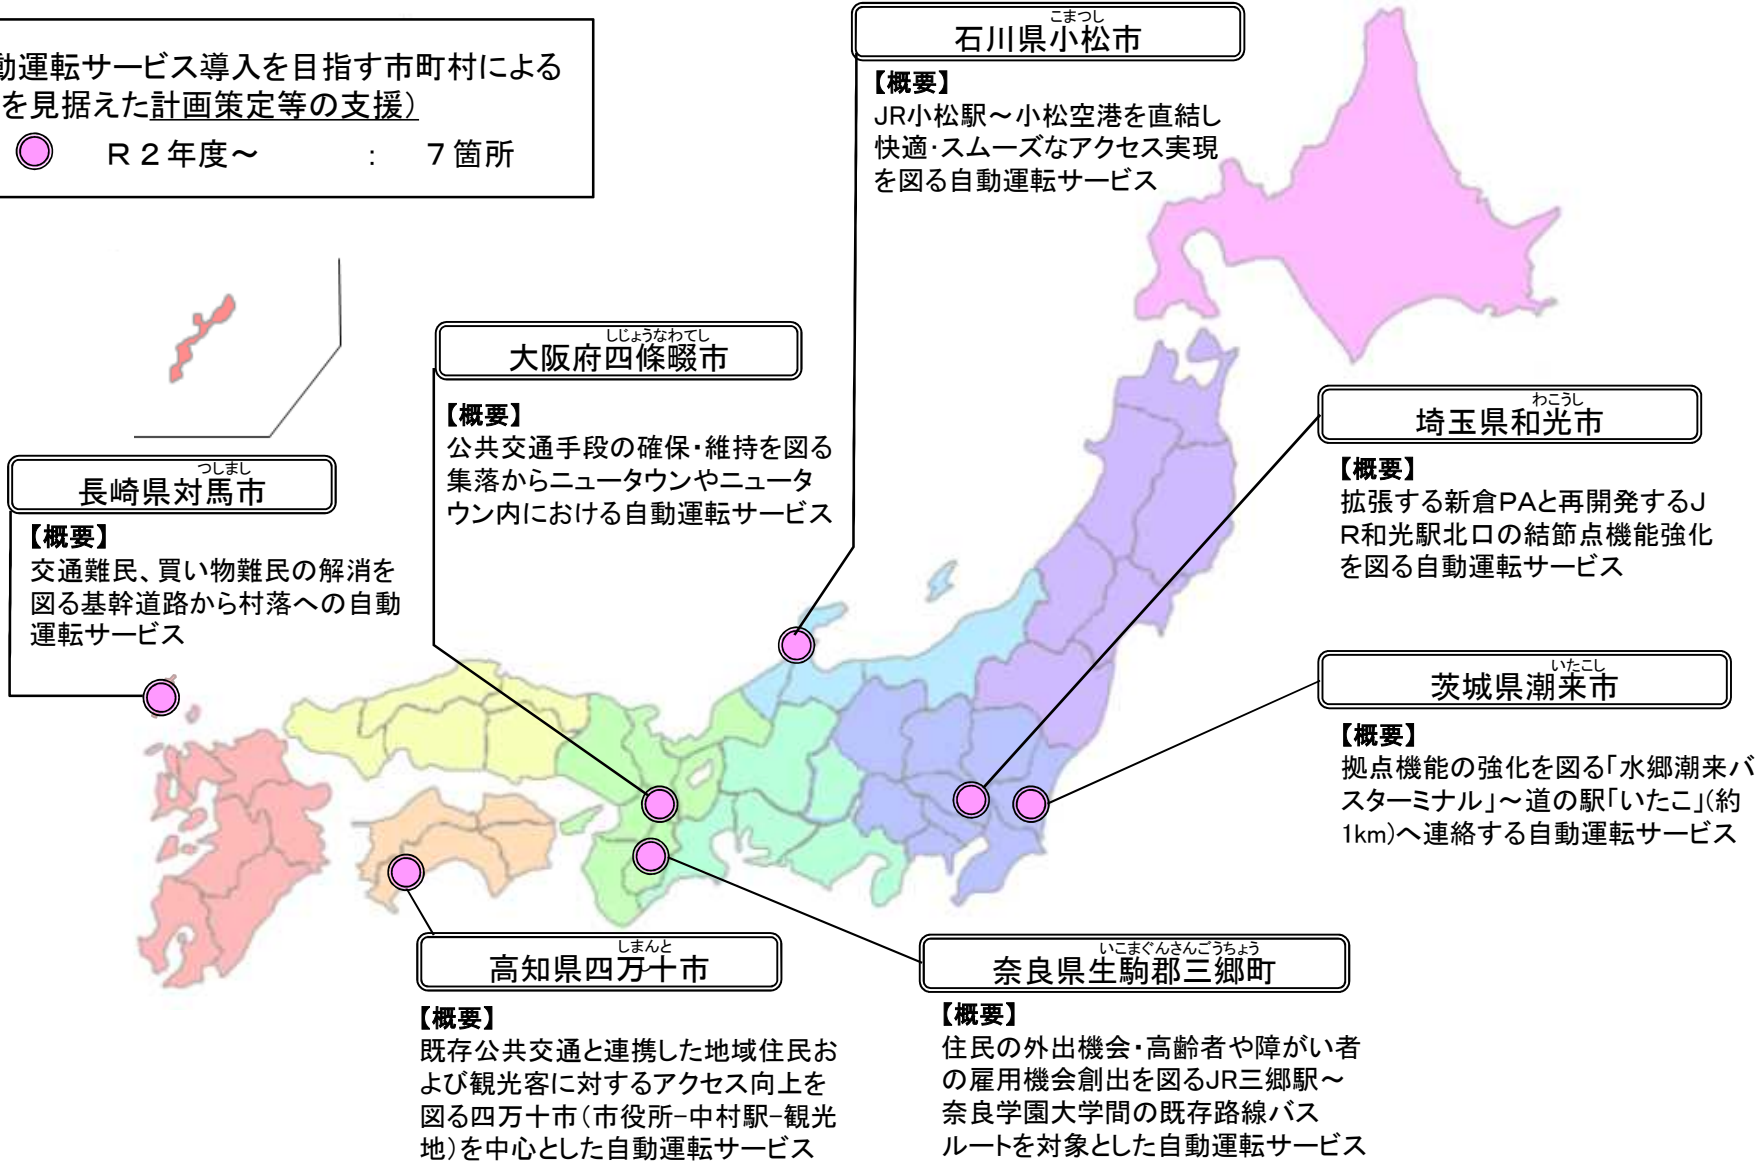 動運転サービス導入を目指す市町村による
を見据えた計画策定等の支援)
R2年度～ : 7箇所
こまつし
石川県小松市
【概要】
JR小松駅～小松空港を直結し
快適・スムーズなアクセス実現
を図る自動運転サービス
しじょうなわてし
大阪府四條畷市
【概要】
公共交通手段の確保・維持を図る
集落からニュータウンやニュータ
ウン内における自動運転サービス
わこうし
埼玉県和光市
【概要】
拡張する新倉PAと再開発するJ
R和光駅北口の結節点機能強化
を図る自動運転サービス
つしまし
長崎県対馬市
【概要】
交通難民、買い物難民の解消を
図る基幹道路から村落への自動
運転サービス
いたこし
茨城県潮来市
【概要】
拠点機能の強化を図る「水郷潮来バ
スターミナル」～道の駅「いたこ」(約
1km)へ連絡する自動運転サービス
しまんと
高知県四万十市
【概要】
既存公共交通と連携した地域住民お
よび観光客に対するアクセス向上を
図る四万十市(市役所-中村駅-観光
地)を中心とした自動運転サービス
いこまぐんさんごうちょう
奈良県生駒郡三郷町
【概要】
住民の外出機会・高齢者や障がい者
の雇用機会創出を図るJR三郷駅～
奈良学園大学間の既存路線バス
ルートを対象とした自動運転サービス